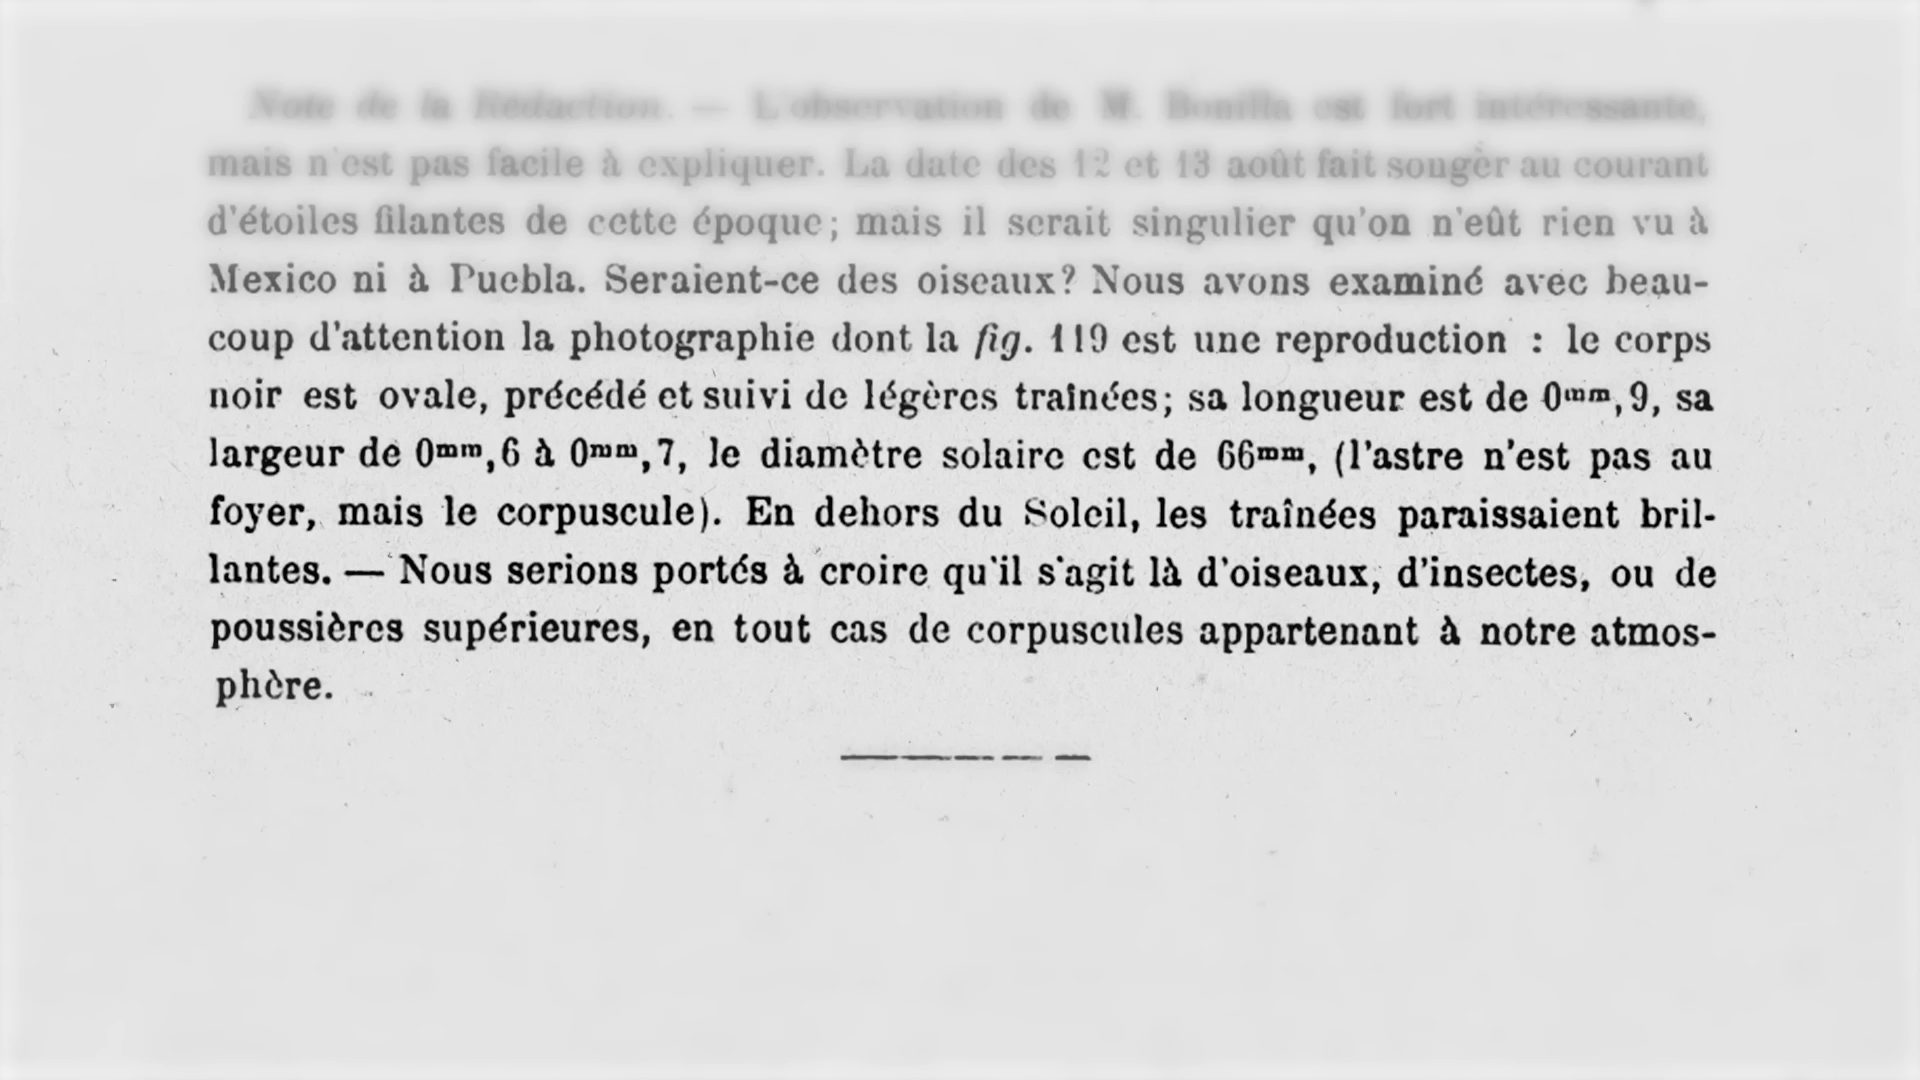 Note de la Rédaction. — L'observation de M. Bonilla est fort intéressante,
mais n'est pas facile à expliquer. La date des 12 et 13 août fait songer au courant
d'étoiles filantes de cette époque; mais il serait singulier qu'on n'eût rien vu à
Mexico ni à Puebla. Seraient-ce des oiseaux? Nous avons examiné avec beau-
coup d'attention la photographie dont la fig. 119 est une reproduction : le corps
noir est ovale, précédé et suivi de légères traînées; sa longueur est de 0mm,9, sa
largeur de 0mm,6 à 0mm,7, le diamètre solaire est de 66mm, (l'astre n'est pas au
foyer, mais le corpuscule). En dehors du Soleil, les traînées paraissaient bril-
lantes. — Nous serions portés à croire qu'il s'agit là d'oiseaux, d'insectes, ou de
poussières supérieures, en tout cas de corpuscules appartenant à notre atmos-
phère.